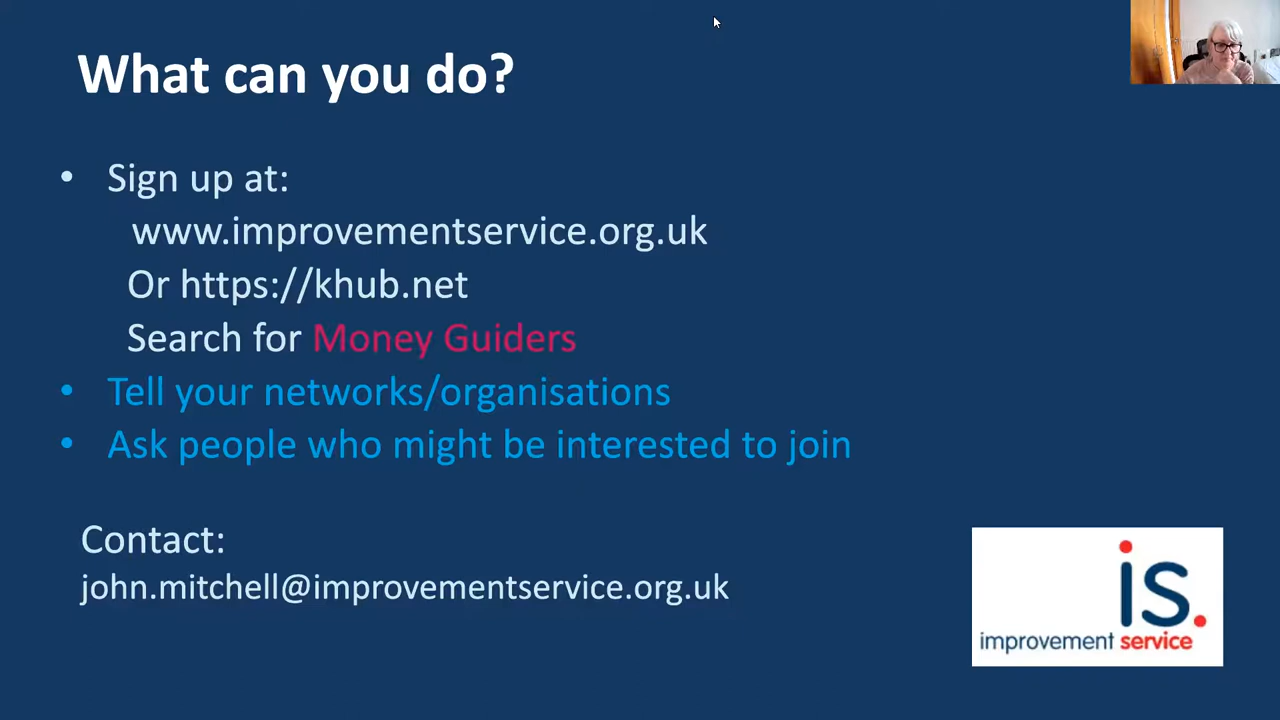 What can you do?
• Sign up at:
www.improvementservice.org.uk
Or https://khub.net
Search for Money Guiders
• Tell your networks/organisations
• Ask people who might be interested to join
Contact:
john.mitchell@improvementservice.org.uk
is.
improvement service